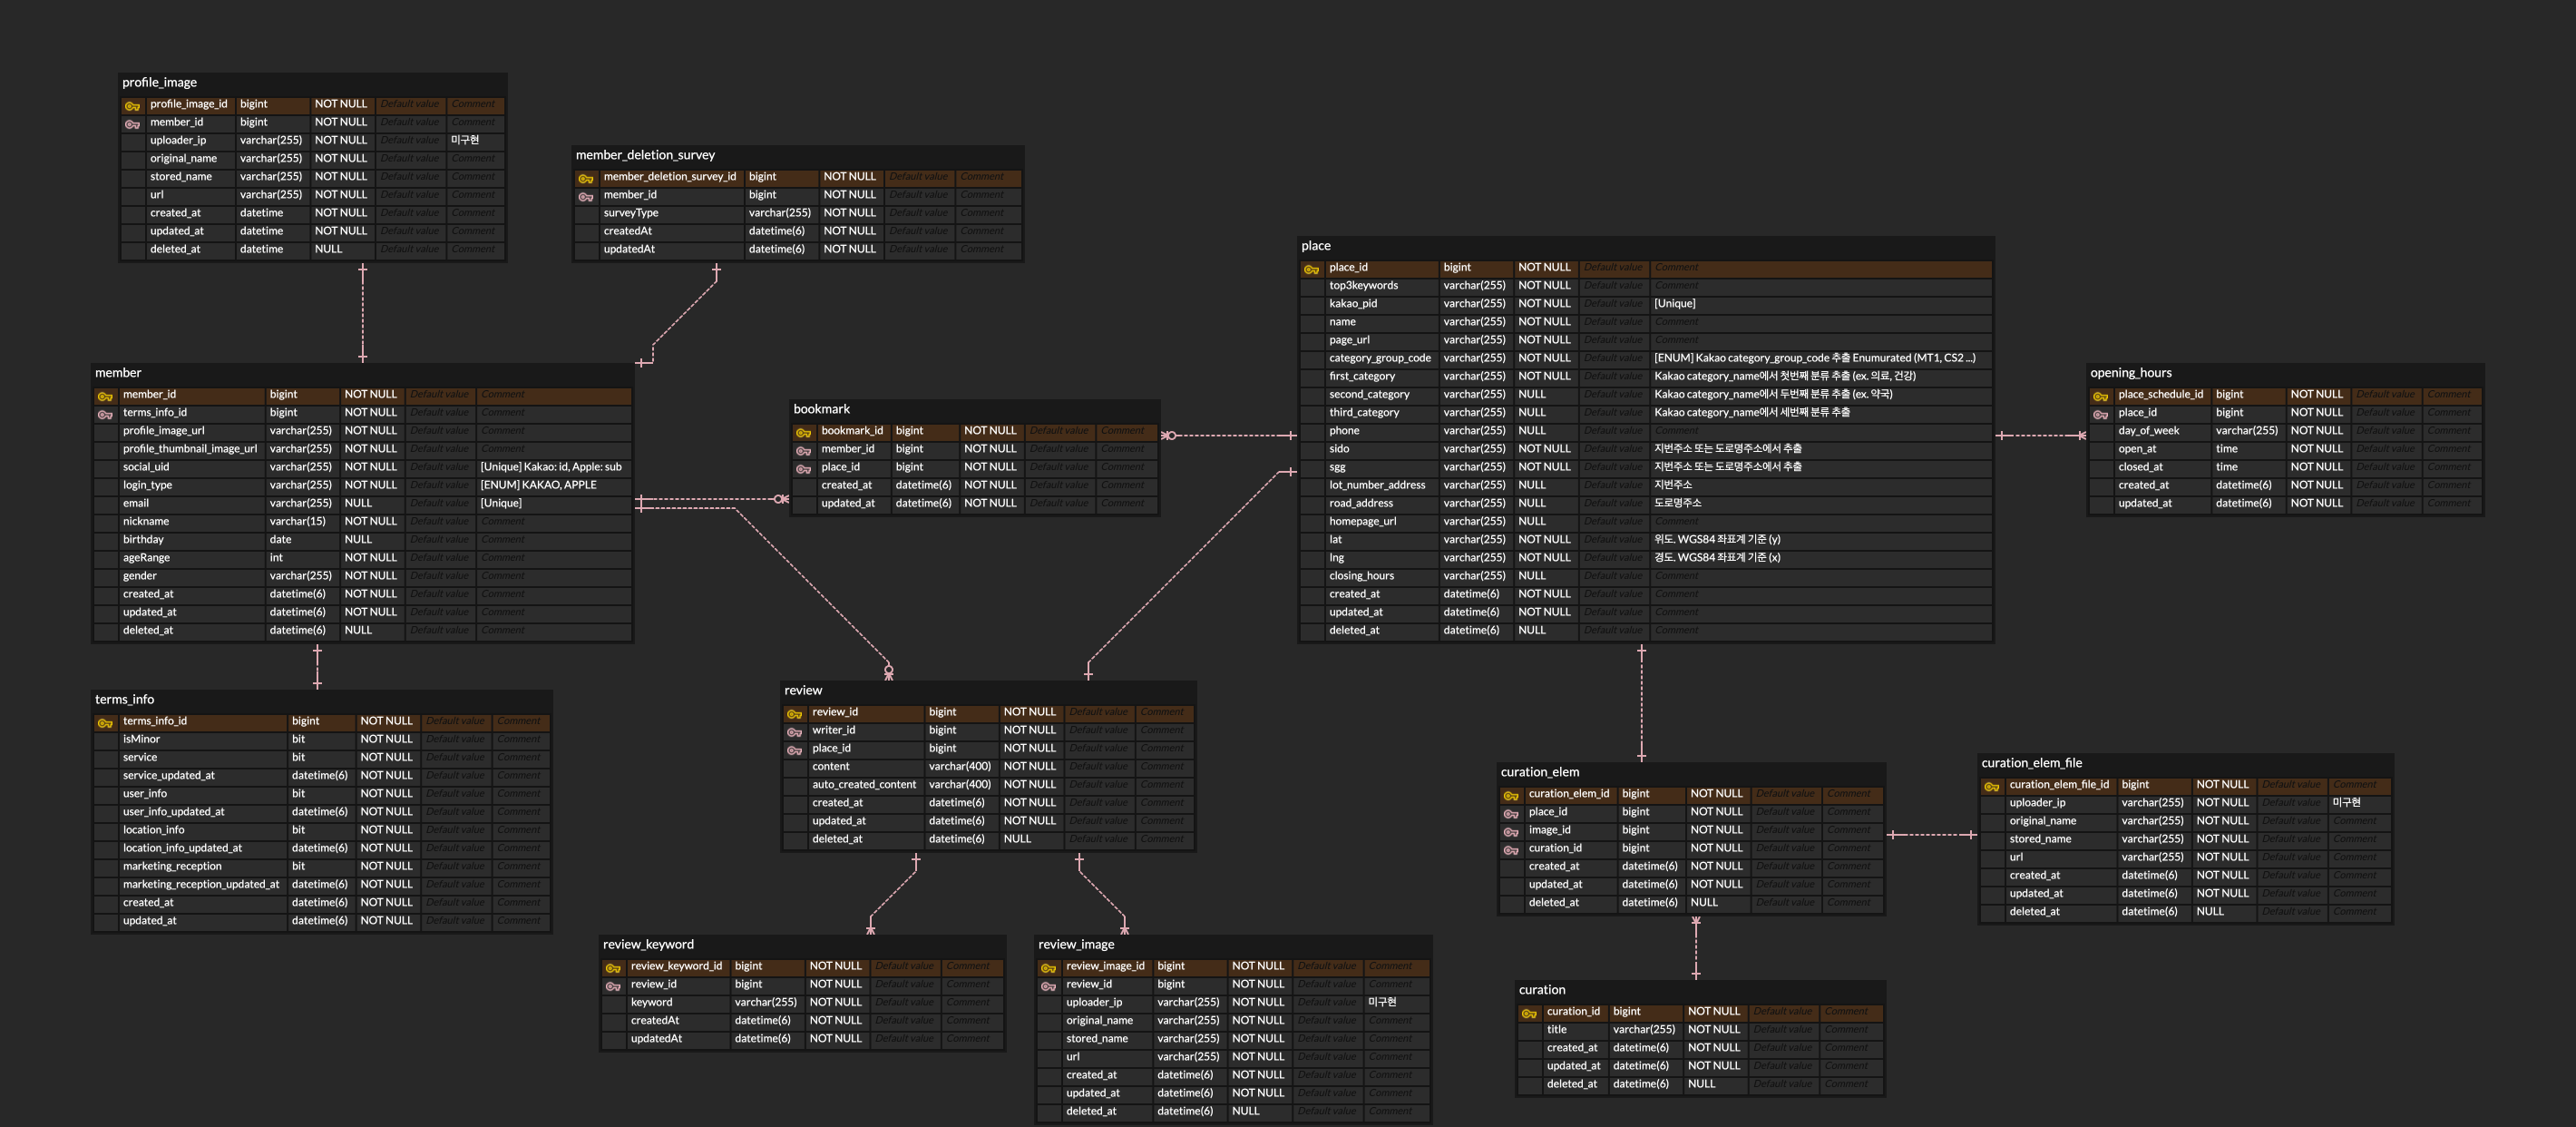 profile_image
profile_image_id bigint NOT NULL Default value Comment
member_id bigint NOT NULL Default value Comment
uploader_ip varchar(255) NOT NULL Default value 미구현
original_name varchar(255) NOT NULL Default value Comment
stored_name varchar(255) NOT NULL Default value Comment
url varchar(255) NOT NULL Default value Comment
created_at datetime NOT NULL Default value Comment
updated_at datetime NOT NULL Default value Comment
deleted_at datetime NULL Default value Comment
member_deletion_survey
member_deletion_survey_id bigint NOT NULL Default value Comment
member_id bigint NOT NULL Default value Comment
surveyType varchar(255) NOT NULL Default value Comment
createdAt datetime(6) NOT NULL Default value Comment
updatedAt datetime(6) NOT NULL Default value Comment
place
place_id bigint NOT NULL Default value Comment
top3keywords varchar(255) NOT NULL Default value Comment
kakao_pid varchar(255) NOT NULL Default value [Unique]
name varchar(255) NOT NULL Default value Comment
page_url varchar(255) NOT NULL Default value Comment
category_group_code varchar(255) NOT NULL Default value [ENUM] Kakao category_group_code 추출 Enumurated (MT1, CS2 ...)
first_category varchar(255) NOT NULL Default value Kakao category_name에서 첫번째 분류 추출 (ex. 의료, 건강)
second_category varchar(255) NULL Default value Kakao category_name에서 두번째 분류 추출 (ex. 약국)
third_category varchar(255) NULL Default value Kakao category_name에서 세번째 분류 추출
phone varchar(255) NULL Default value Comment
sido varchar(255) NOT NULL Default value 지번주소 또는 도로명주소에서 추출
sgg varchar(255) NOT NULL Default value 지번주소 또는 도로명주소에서 추출
lot_number_address varchar(255) NULL Default value 지번주소
road_address varchar(255) NULL Default value 도로명주소
homepage_url varchar(255) NULL Default value Comment
lat varchar(255) NOT NULL Default value 위도. WGS84 좌표계 기준 (y)
lng varchar(255) NOT NULL Default value 경도. WGS84 좌표계 기준 (x)
closing_hours varchar(255) NULL Default value Comment
created_at datetime(6) NOT NULL Default value Comment
updated_at datetime(6) NOT NULL Default value Comment
deleted_at datetime(6) NULL Default value Comment
opening_hours
place_schedule_id bigint NOT NULL Default value Comment
place_id bigint NOT NULL Default value Comment
day_of_week varchar(255) NOT NULL Default value Comment
open_at time NOT NULL Default value Comment
closed_at time NOT NULL Default value Comment
created_at datetime(6) NOT NULL Default value Comment
updated_at datetime(6) NOT NULL Default value Comment
member
member_id bigint NOT NULL Default value Comment
terms_info_id bigint NOT NULL Default value Comment
profile_image_url varchar(255) NOT NULL Default value Comment
profile_thumbnail_image_url varchar(255) NOT NULL Default value Comment
social_uid varchar(255) NOT NULL Default value [Unique] Kakao: id, Apple: sub
login_type varchar(255) NOT NULL Default value [ENUM] KAKAO, APPLE
email varchar(255) NULL Default value [Unique]
nickname varchar(15) NOT NULL Default value Comment
birthday date NULL Default value Comment
ageRange int NOT NULL Default value Comment
gender varchar(255) NOT NULL Default value Comment
created_at datetime(6) NOT NULL Default value Comment
updated_at datetime(6) NOT NULL Default value Comment
deleted_at datetime(6) NULL Default value Comment
bookmark
bookmark_id bigint NOT NULL Default value Comment
member_id bigint NOT NULL Default value Comment
place_id bigint NOT NULL Default value Comment
created_at datetime(6) NOT NULL Default value Comment
updated_at datetime(6) NOT NULL Default value Comment
terms_info
terms_info_id bigint NOT NULL Default value Comment
isMinor bit NOT NULL Default value Comment
service bit NOT NULL Default value Comment
service_updated_at datetime(6) NOT NULL Default value Comment
user_info bit NOT NULL Default value Comment
user_info_updated_at datetime(6) NOT NULL Default value Comment
location_info bit NOT NULL Default value Comment
location_info_updated_at datetime(6) NOT NULL Default value Comment
marketing_reception bit NOT NULL Default value Comment
marketing_reception_updated_at datetime(6) NOT NULL Default value Comment
created_at datetime(6) NOT NULL Default value Comment
updated_at datetime(6) NOT NULL Default value Comment
review
review_id bigint NOT NULL Default value Comment
writer_id bigint NOT NULL Default value Comment
place_id bigint NOT NULL Default value Comment
content varchar(400) NOT NULL Default value Comment
auto_created_content varchar(400) NOT NULL Default value Comment
created_at datetime(6) NOT NULL Default value Comment
updated_at datetime(6) NOT NULL Default value Comment
deleted_at datetime(6) NULL Default value Comment
curation_elem
curation_elem_id bigint NOT NULL Default value Comment
place_id bigint NOT NULL Default value Comment
image_id bigint NOT NULL Default value Comment
curation_id bigint NOT NULL Default value Comment
created_at datetime(6) NOT NULL Default value Comment
updated_at datetime(6) NOT NULL Default value Comment
deleted_at datetime(6) NULL Default value Comment
curation_elem_file
curation_elem_file_id bigint NOT NULL Default value Comment
uploader_ip varchar(255) NOT NULL Default value 미구현
original_name varchar(255) NOT NULL Default value Comment
stored_name varchar(255) NOT NULL Default value Comment
url varchar(255) NOT NULL Default value Comment
created_at datetime(6) NOT NULL Default value Comment
updated_at datetime(6) NOT NULL Default value Comment
deleted_at datetime(6) NULL Default value Comment
review_keyword
review_keyword_id bigint NOT NULL Default value Comment
review_id bigint NOT NULL Default value Comment
keyword varchar(255) NOT NULL Default value Comment
createdAt datetime(6) NOT NULL Default value Comment
updatedAt datetime(6) NOT NULL Default value Comment
review_image
review_image_id bigint NOT NULL Default value Comment
review_id bigint NOT NULL Default value Comment
uploader_ip varchar(255) NOT NULL Default value 미구현
original_name varchar(255) NOT NULL Default value Comment
stored_name varchar(255) NOT NULL Default value Comment
url varchar(255) NOT NULL Default value Comment
created_at datetime(6) NOT NULL Default value Comment
updated_at datetime(6) NOT NULL Default value Comment
deleted_at datetime(6) NULL Default value Comment
curation
curation_id bigint NOT NULL Default value Comment
title varchar(255) NOT NULL Default value Comment
created_at datetime(6) NOT NULL Default value Comment
updated_at datetime(6) NOT NULL Default value Comment
deleted_at datetime(6) NULL Default value Comment